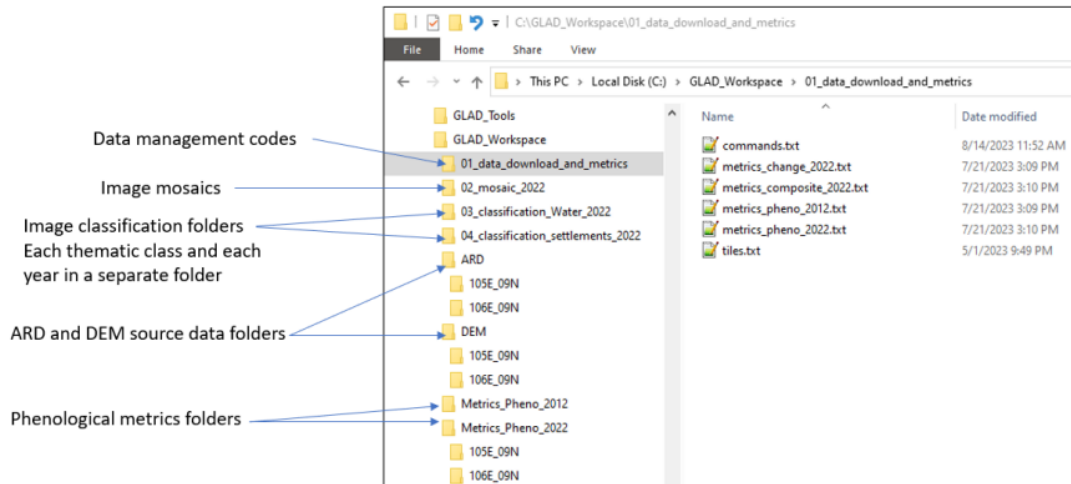 C:\GLAD_Workspace\01_data_download_and_metrics
File Home Share View
This PC > Local Disk (C:) > GLAD_Workspace > 01_data_download_and_metrics
Data management codes
Image mosaics
Image classification folders
Each thematic class and each
year in a separate folder
ARD and DEM source data folders
Phenological metrics folders
GLAD_Tools
GLAD_Workspace
01_data_download_and_metrics
02_mosaic_2022
03_classification_Water_2022
04_classification_settlements_2022
ARD
105E_09N
106E_09N
DEM
105E_09N
106E_09N
Metrics_Pheno_2012
Metrics_Pheno_2022
105E_09N
106E_09N
Name Date modified
commands.txt 8/14/2023 11:52 AM
metrics_change_2022.txt 7/21/2023 3:09 PM
metrics_composite_2022.txt 7/21/2023 3:10 PM
metrics_pheno_2012.txt 7/21/2023 3:09 PM
metrics_pheno_2022.txt 7/21/2023 3:10 PM
tiles.txt 5/1/2023 9:49 PM